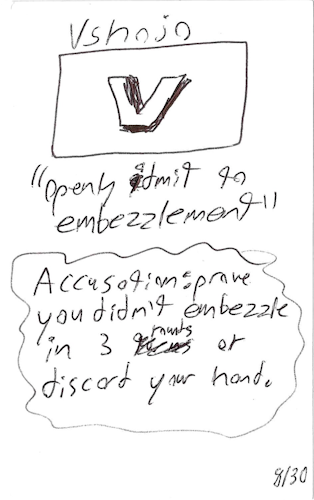 Vshojo
V
"openly admit to
embezzlement"
Accusation: prove
you didn't embezzle
in 3 rounds or
discard your hand.
8/30